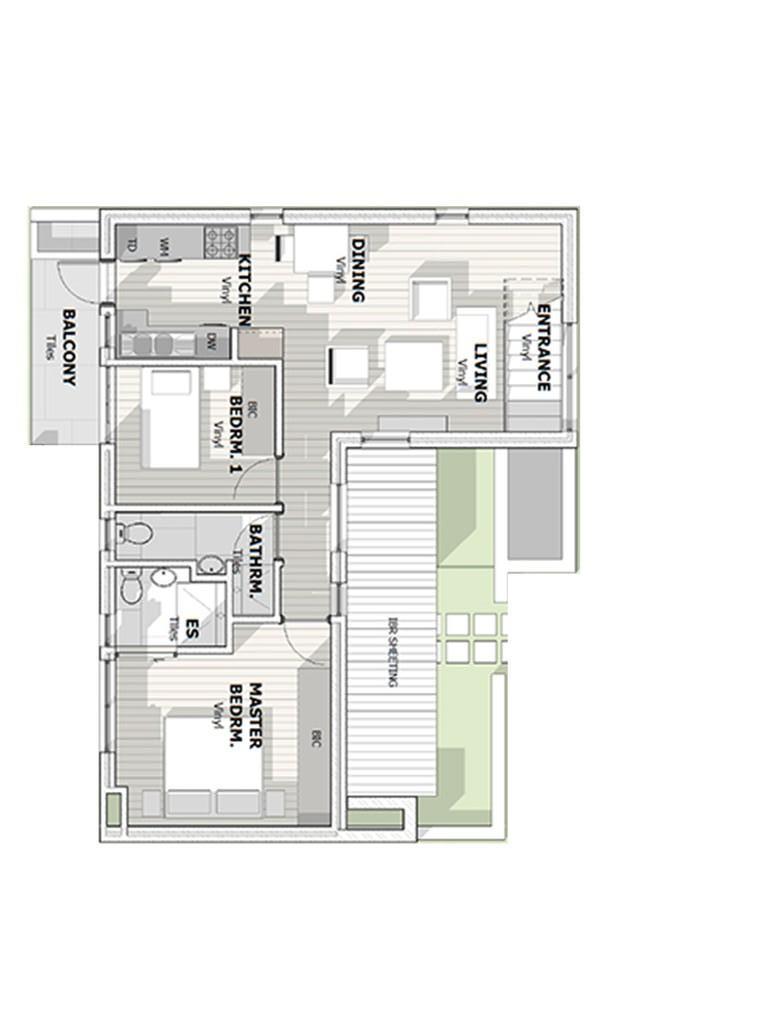 TD
WM
KITCHEN
Vinyl
DW
DINING
Vinyl
ENTRANCE
Vinyl
LIVING
Vinyl
BALCONY
Tiles
BIC
BEDRM. 1
Vinyl
BATHRM.
Tiles
ES
Tiles
IBR SHEETING
MASTER
BEDRM.
Vinyl
BIC